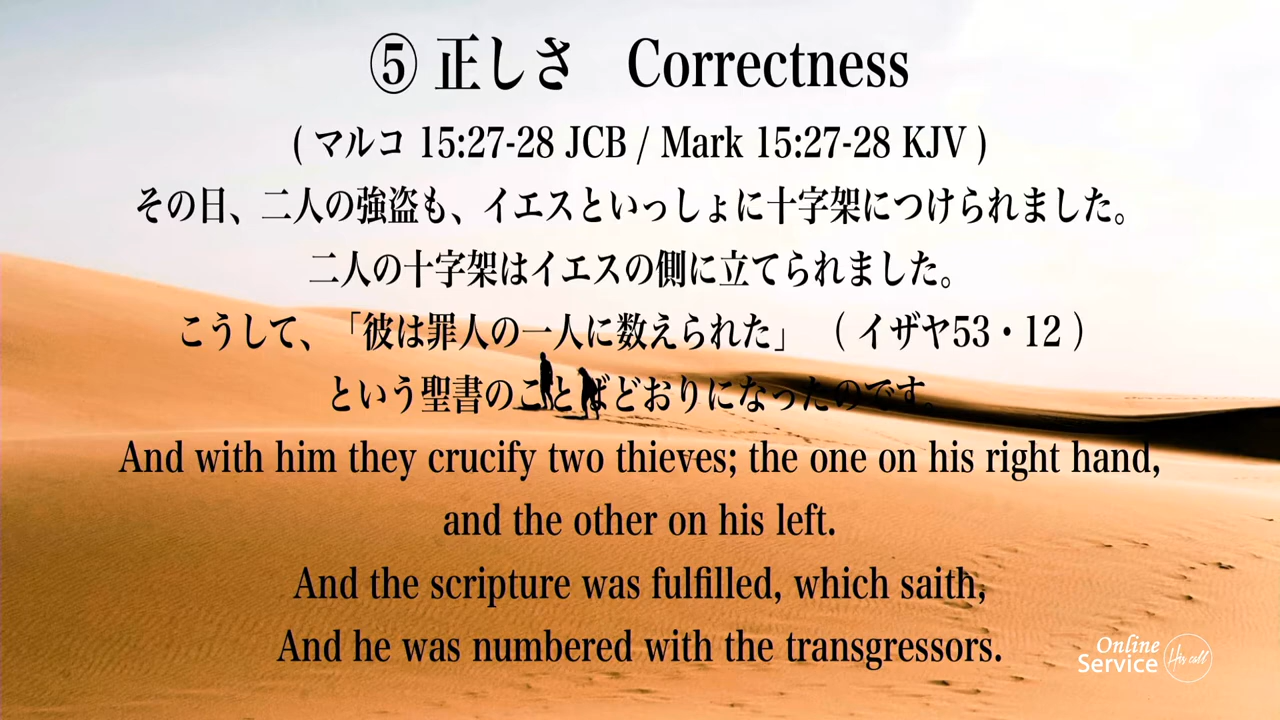 ⑤ 正しさ　Correctness
( マルコ 15:27-28 JCB / Mark 15:27-28 KJV )
その日、二人の強盗も、イエスといっしょに十字架につけられました。
二人の十字架はイエスの側に立てられました。
こうして、「彼は罪人の一人に数えられた」（イザヤ53・12）
という聖書のことばどおりになったのです。
And with him they crucify two thieves; the one on his right hand,
and the other on his left.
And the scripture was fulfilled, which saith,
And he was numbered with the transgressors.
Online
Service
His call